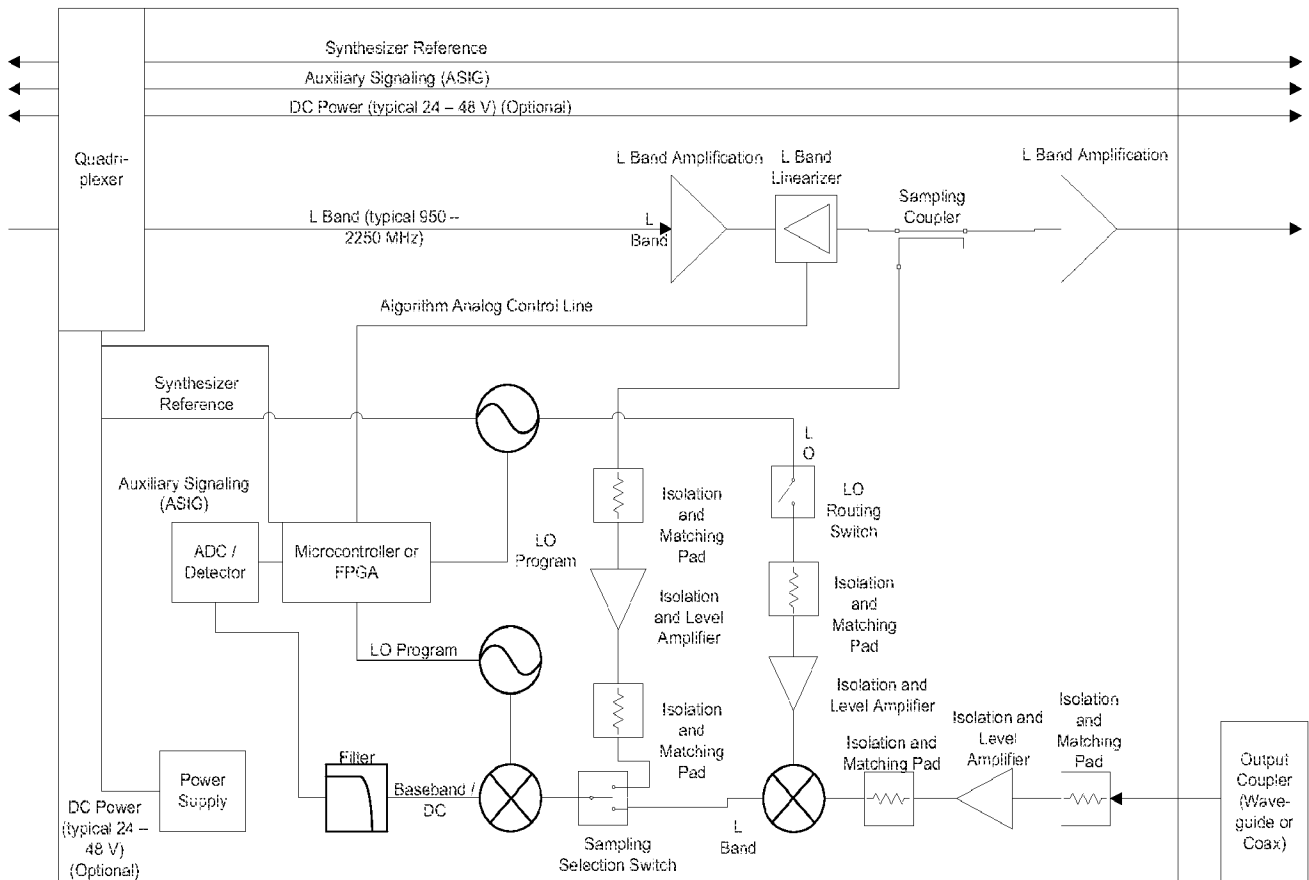 Synthesizer Reference
Auxiliary Signaling (ASIG)
DC Power (typical 24 – 48 V) (Optional)
Quadri-
plexer
L Band Amplification
L Band
Linearizer
L Band Amplification
Sampling
Coupler
L Band (typical 950 –
2250 MHz)
L
Band
Algorithm Analog Control Line
Synthesizer
Reference
L
O
Auxiliary Signaling
(ASIG)
Isolation
and
Matching
Pad
LO
Routing
Switch
ADC /
Detector
Microcontroller or
FPGA
LO
Program
Isolation
and Level
Amplifier
Isolation
and
Matching
Pad
LO Program
Isolation and
Level Amplifier
Isolation
and
Matching
Pad
Isolation and
Level
Amplifier
Isolation
and
Matching
Pad
Isolation and
Matching Pad
Filter
Power
Supply
Baseband /
DC
Output
Coupler
(Wave-
guide or
Coax)
DC Power
(typical 24 –
48 V)
(Optional)
Sampling
Selection Switch
L
Band